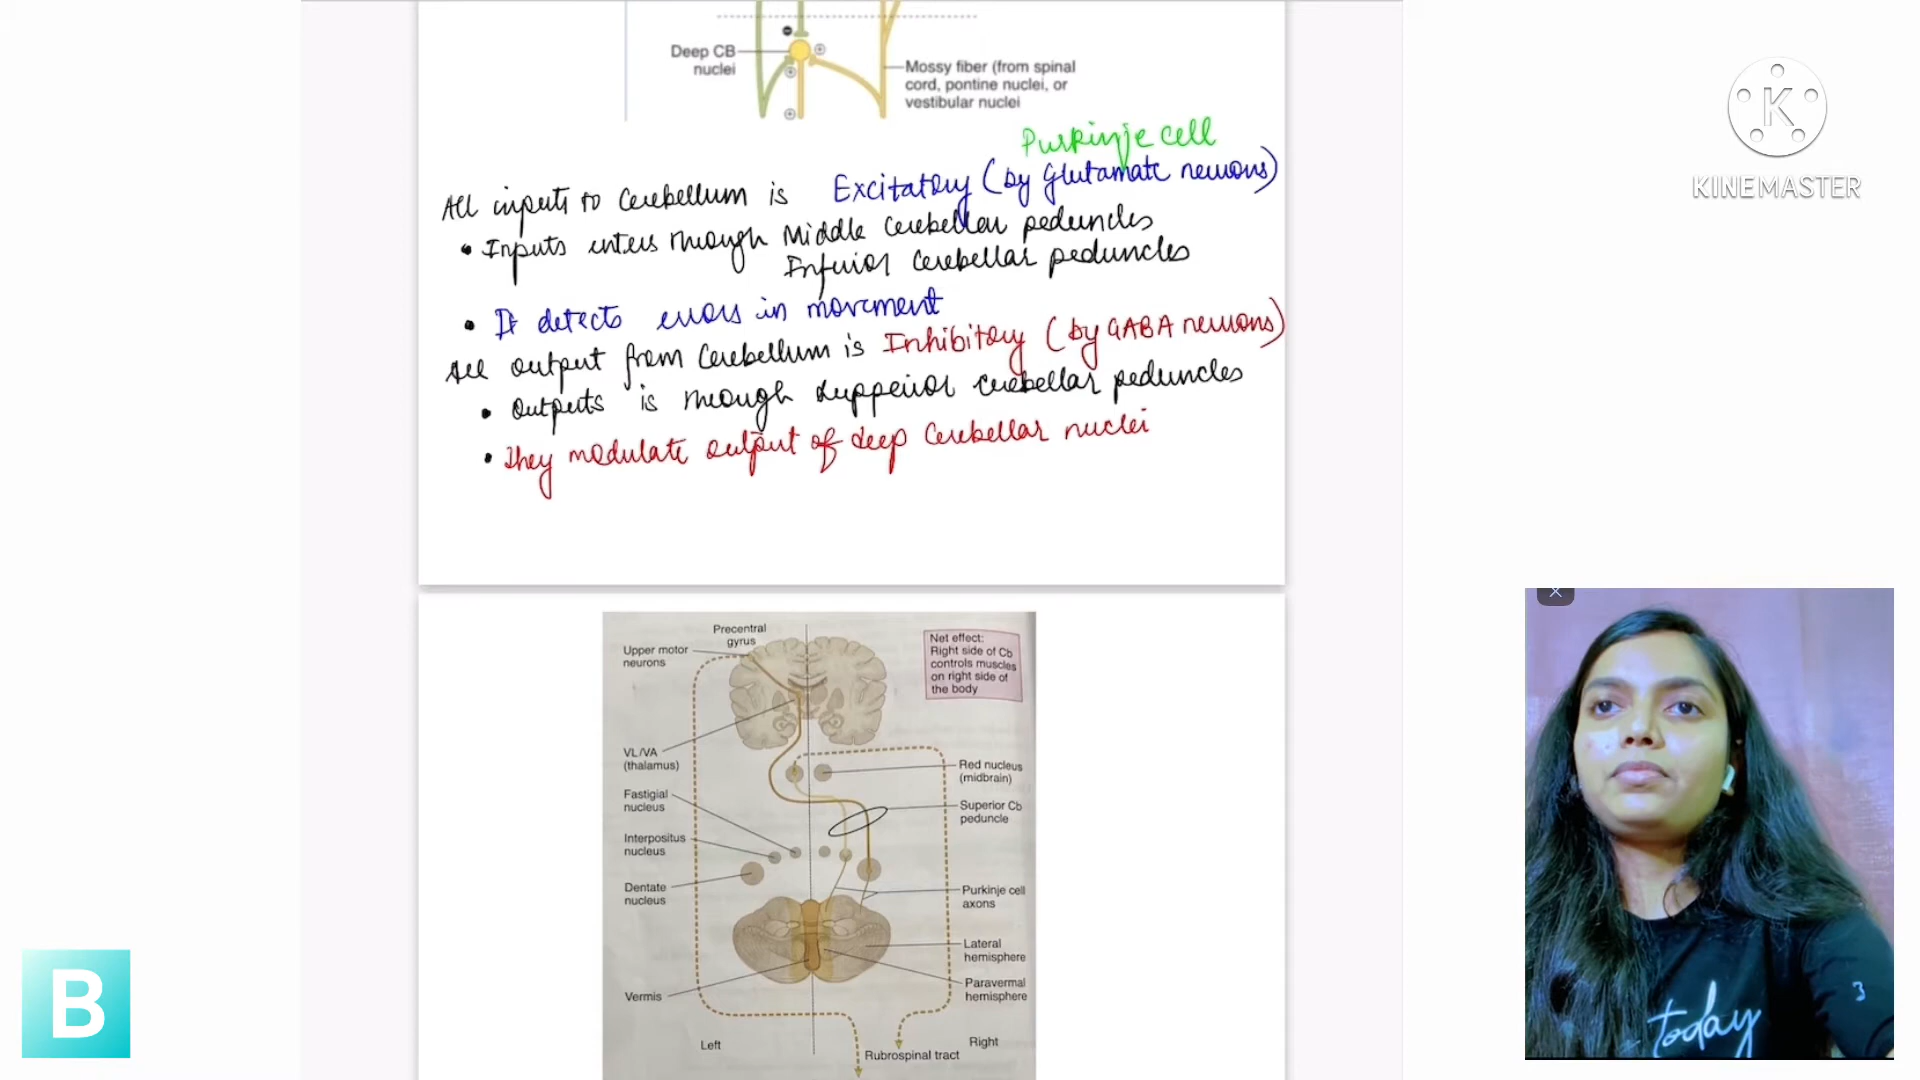 Deep CB
nuclei
Mossy fiber (from spinal
cord, pontine nuclei, or
vestibular nuclei
KINEMASTER
Purkinje cell
All inputs to Cerebellum is Excitatory (by Glutamate neurons)
• Inputs enters through Middle Cerebellar peduncles
Inferior Cerebellar peduncles
• It detects errors in movement
All output from Cerebellum is Inhibitory (by GABA neurons)
• Outputs is through Supperior cerebellar peduncles
• They modulate output of deep Cerebellar nuclei
Precentral
gyrus
Upper motor
neurons
Net effect:
Right side of Cb
controls muscles
on right side of
the body
VL/VA
(thalamus)
Red nucleus
(midbrain)
Fastigial
nucleus
Superior Cb
peduncle
Interpositus
nucleus
Dentate
nucleus
Purkinje cell
axons
Lateral
hemisphere
Paravermal
hemisphere
Vermis
Left
Right
Rubrospinal tract
B
today
3